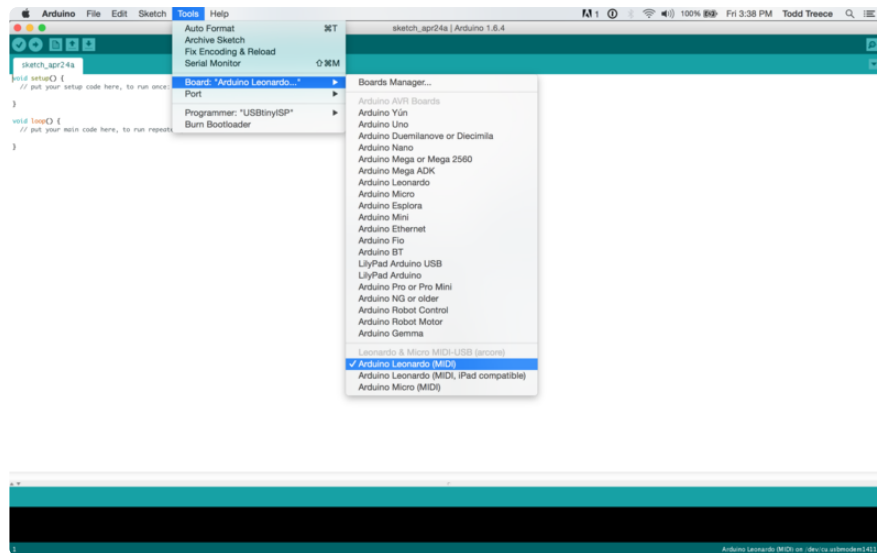 Arduino File Edit Sketch Tools Help
1 100% Fri 3:38 PM Todd Treece
sketch_apr24a | Arduino 1.6.4
sketch_apr24a
void setup() {
// put your setup code here, to run once:
}
void loop() {
// put your main code here, to run
}
Auto Format ⌘T
Archive Sketch
Fix Encoding & Reload
Serial Monitor ⇧⌘M
Board: "Arduino Leonardo..."
Port
Programmer: "USBtinyISP"
Burn Bootloader
Boards Manager...
Arduino AVR Boards
Arduino Yún
Arduino Uno
Arduino Duemilanove or Diecimila
Arduino Nano
Arduino Mega or Mega 2560
Arduino Mega ADK
Arduino Leonardo
Arduino Micro
Arduino Esplora
Arduino Mini
Arduino Ethernet
Arduino Fio
Arduino BT
LilyPad Arduino USB
LilyPad Arduino
Arduino Pro or Pro Mini
Arduino NG or older
Arduino Robot Control
Arduino Robot Motor
Arduino Gemma
Leonardo & Micro MIDI-USB (arcore)
✓ Arduino Leonardo (MIDI)
Arduino Leonardo (MIDI, iPad compatible)
Arduino Micro (MIDI)
1 Arduino Leonardo (MIDI) on /dev/cu.usbmodem1411